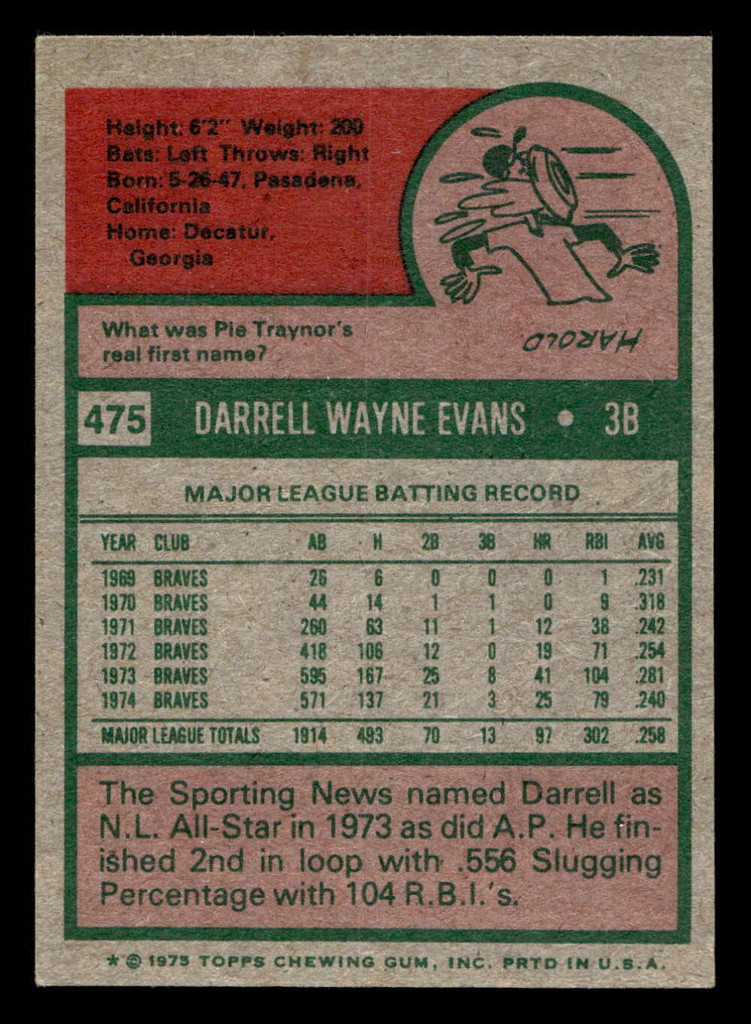 Height: 6'2" Weight: 200
Bats: Left Throws: Right
Born: 5-26-47, Pasadena,
California
Home: Decatur,
Georgia
What was Pie Traynor's
real first name?
HAROLD
475 DARRELL WAYNE EVANS • 3B
MAJOR LEAGUE BATTING RECORD
YEAR CLUB AB H 2B 3B HR RBI AVG
1969 BRAVES 26 6 0 0 0 1 .231
1970 BRAVES 44 14 1 1 0 9 .318
1971 BRAVES 260 63 11 1 12 38 .242
1972 BRAVES 418 106 12 0 19 71 .254
1973 BRAVES 595 167 25 8 41 104 .281
1974 BRAVES 571 137 21 3 25 79 .240
MAJOR LEAGUE TOTALS 1914 493 70 13 97 302 .258
The Sporting News named Darrell as
N.L. All-Star in 1973 as did A.P. He fin-
ished 2nd in loop with .556 Slugging
Percentage with 104 R.B.I.'s.
* © 1975 TOPPS CHEWING GUM, INC. PRTD IN U.S.A.